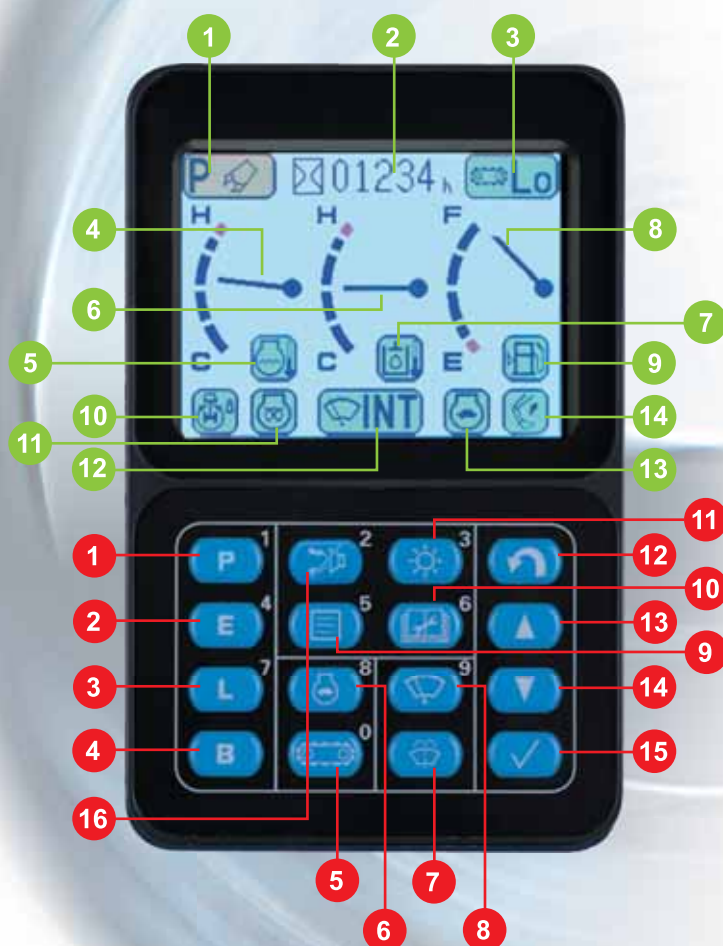 1 2 3
P 01234 h Lo
H H F
4 8
6 7
5 9
C C E
10 14
11
INT
12 13
11
P 1 2 3
1 12
10
E 4 5 6
2 13
9
L 7 8 9
3 14
B 0
4 15
16
5 7
6 8